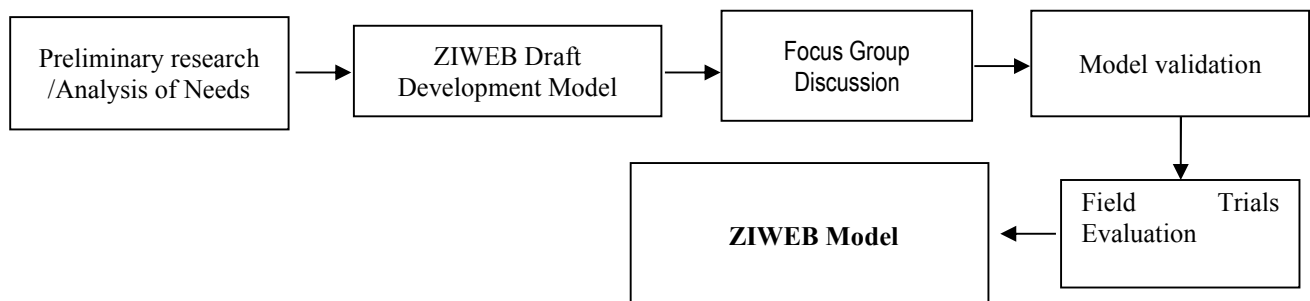 Preliminary research
/Analysis of Needs
ZIWEB Draft
Development Model
Focus Group
Discussion
Model validation
Field Trials
Evaluation
ZIWEB Model